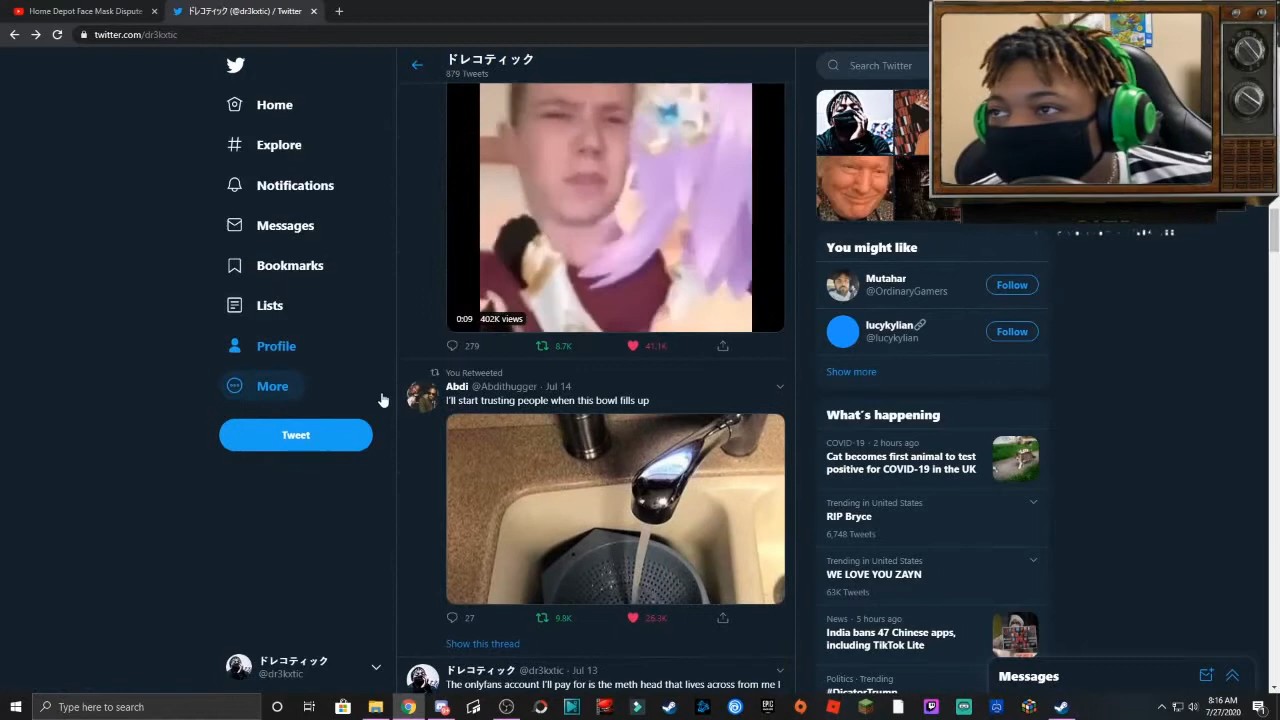 Home Depot Face Mask Dispute
ドレコティック (@dr3kxtic) / Twitter
twitter.com/dr3kxtic
Home
Explore
Notifications
Messages
Bookmarks
Lists
Profile
More
Tweet
ドレコティック
@dr3kxtic
ドレコティック
879 Tweets
0:09 402K views
279 8.7K 41.1K
You Retweeted
Abdi @Abdithugger · Jul 14
I'll start trusting people when this bowl fills up
27 9.8K 26.3K
Show this thread
ドレコティック @dr3kxtic · Jul 13
The onlyfans account I'll pay for is the meth head that lives across from me I
Search Twitter
You might like
Mutahar
@OrdinaryGamers
Follow
lucykylian
@lucykylian
Follow
Show more
What's happening
COVID-19 · 2 hours ago
Cat becomes first animal to test
positive for COVID-19 in the UK
Trending in United States
RIP Bryce
6,748 Tweets
Trending in United States
WE LOVE YOU ZAYN
63K Tweets
News · 5 hours ago
India bans 47 Chinese apps,
including TikTok Lite
Politics · Trending
#DicatorTrump
Messages
Type here to search
8:16 AM
7/27/2020